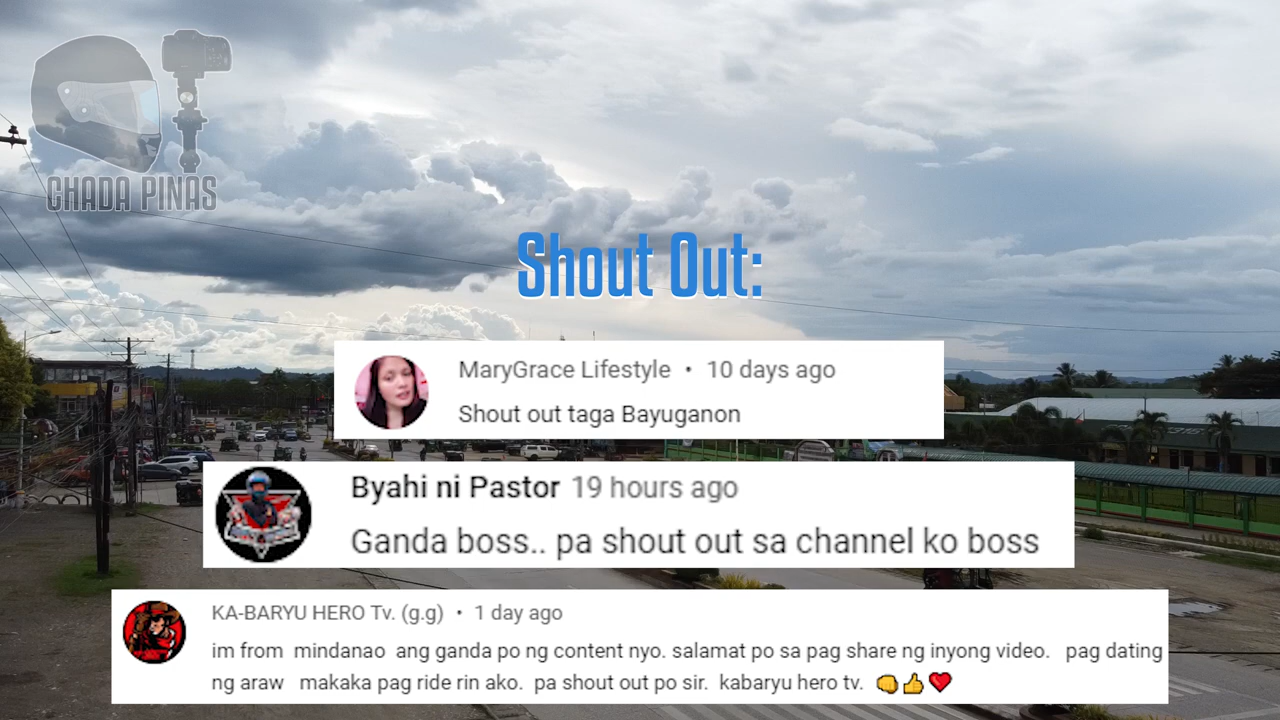 CHADA PINAS
Shout Out:
MaryGrace Lifestyle • 10 days ago
Shout out taga Bayuganon
Byahi ni Pastor 19 hours ago
Ganda boss.. pa shout out sa channel ko boss
KA-BARYU HERO Tv. (g.g) • 1 day ago
im from mindanao ang ganda po ng content nyo. salamat po sa pag share ng inyong video. pag dating
ng araw makaka pag ride rin ako. pa shout out po sir. kabaryu hero tv. 👊👍❤️